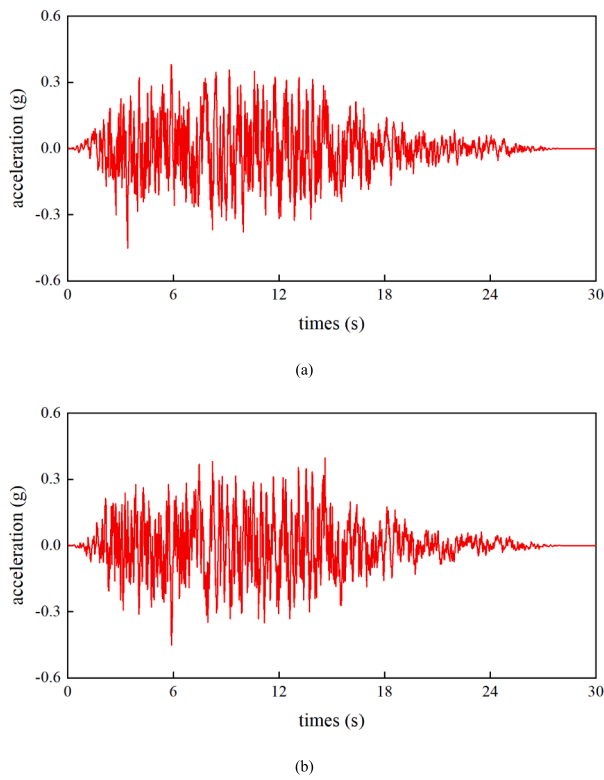 0.6
0.3
0.0
-0.3
-0.6
acceleration (g)
0 6 12 18 24 30
times (s)
(a)
0.6
0.3
0.0
-0.3
-0.6
acceleration (g)
0 6 12 18 24 30
times (s)
(b)